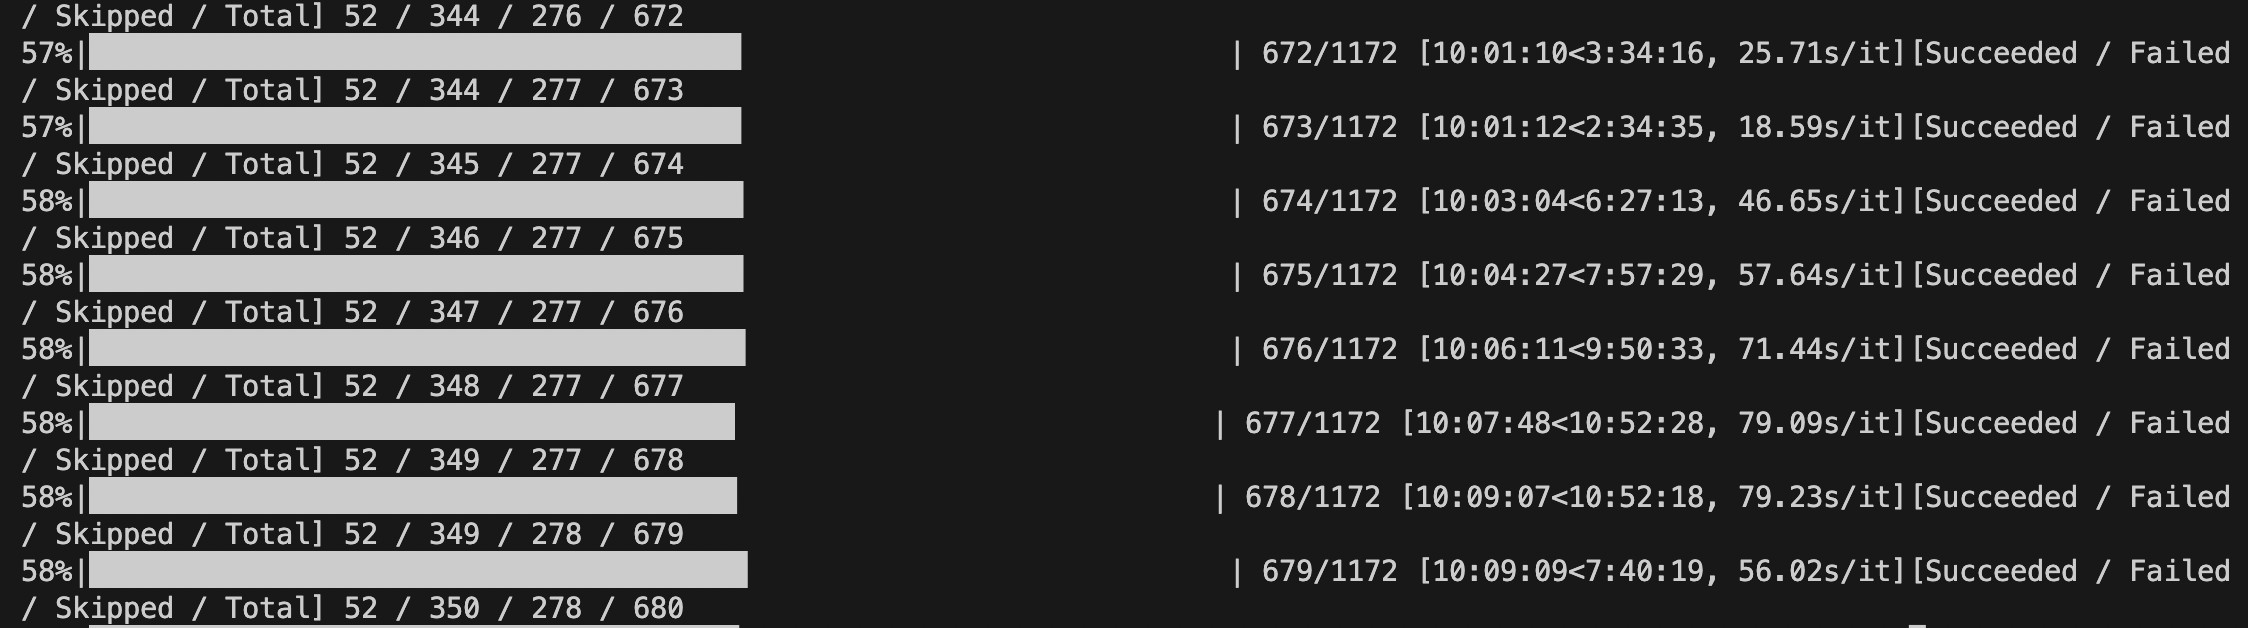 / Skipped / Total] 52 / 344 / 276 / 672
57%| | 672/1172 [10:01:10<3:34:16, 25.71s/it][Succeeded / Failed
/ Skipped / Total] 52 / 344 / 277 / 673
57%| | 673/1172 [10:01:12<2:34:35, 18.59s/it][Succeeded / Failed
/ Skipped / Total] 52 / 345 / 277 / 674
58%| | 674/1172 [10:03:04<6:27:13, 46.65s/it][Succeeded / Failed
/ Skipped / Total] 52 / 346 / 277 / 675
58%| | 675/1172 [10:04:27<7:57:29, 57.64s/it][Succeeded / Failed
/ Skipped / Total] 52 / 347 / 277 / 676
58%| | 676/1172 [10:06:11<9:50:33, 71.44s/it][Succeeded / Failed
/ Skipped / Total] 52 / 348 / 277 / 677
58%| | 677/1172 [10:07:48<10:52:28, 79.09s/it][Succeeded / Failed
/ Skipped / Total] 52 / 349 / 277 / 678
58%| | 678/1172 [10:09:07<10:52:18, 79.23s/it][Succeeded / Failed
/ Skipped / Total] 52 / 349 / 278 / 679
58%| | 679/1172 [10:09:09<7:40:19, 56.02s/it][Succeeded / Failed
/ Skipped / Total] 52 / 350 / 278 / 680